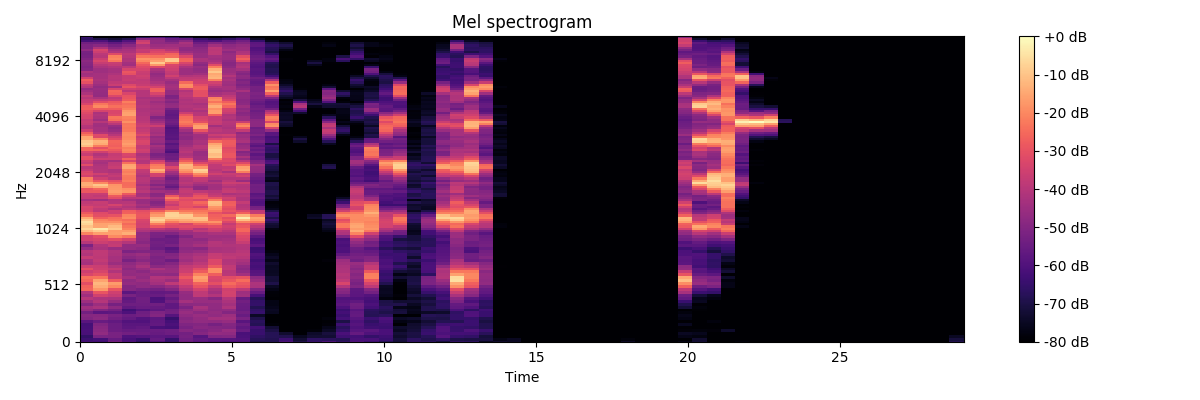 Mel spectrogram
Hz
8192
4096
2048
1024
512
0
0 5 10 15 20 25
Time
+0 dB
-10 dB
-20 dB
-30 dB
-40 dB
-50 dB
-60 dB
-70 dB
-80 dB